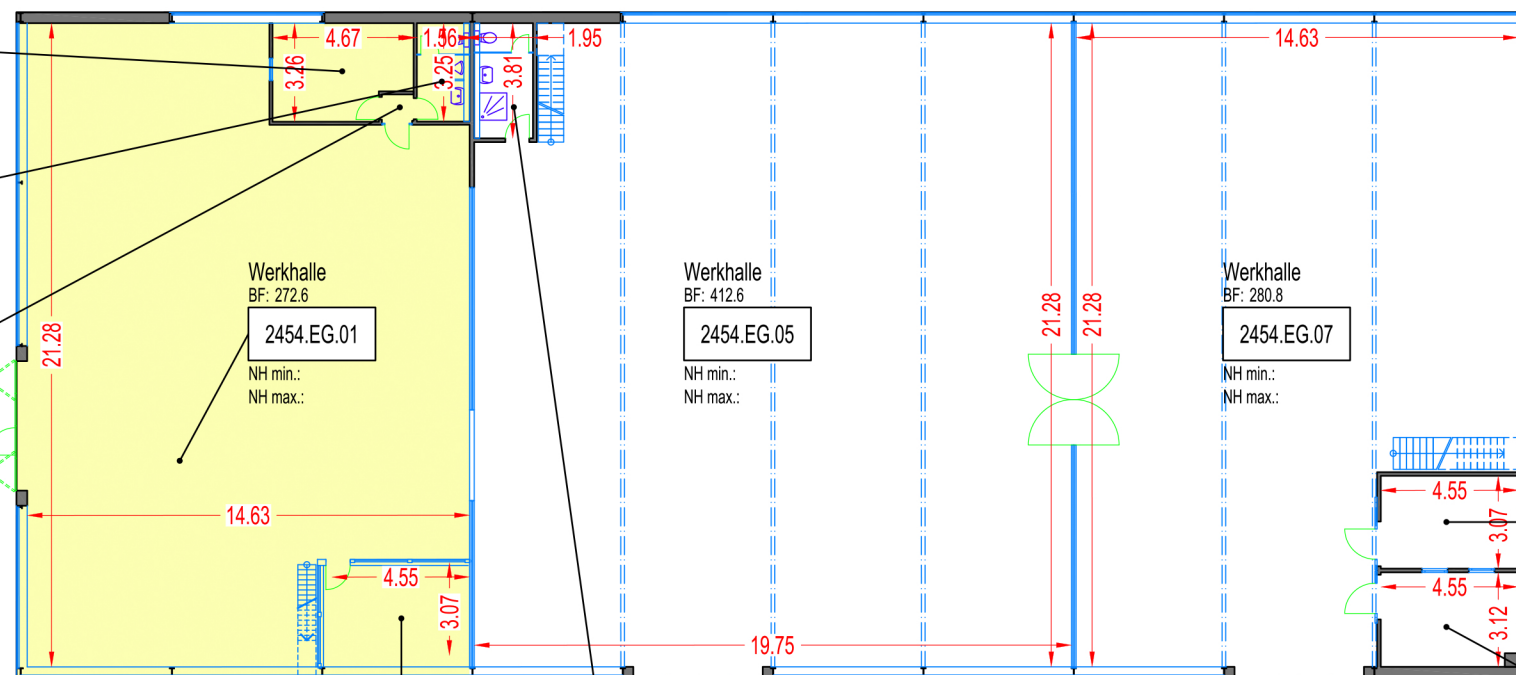 4.67
1.56
1.95
14.63
3.26
3.25
3.81
Werkhalle
BF: 272.6
2454.EG.01
NH min.:
NH max.:
Werkhalle
BF: 412.6
2454.EG.05
NH min.:
NH max.:
Werkhalle
BF: 280.8
2454.EG.07
NH min.:
NH max.:
21.28
21.28
21.28
14.63
4.55
3.07
19.75
4.55
3.07
4.55
3.12